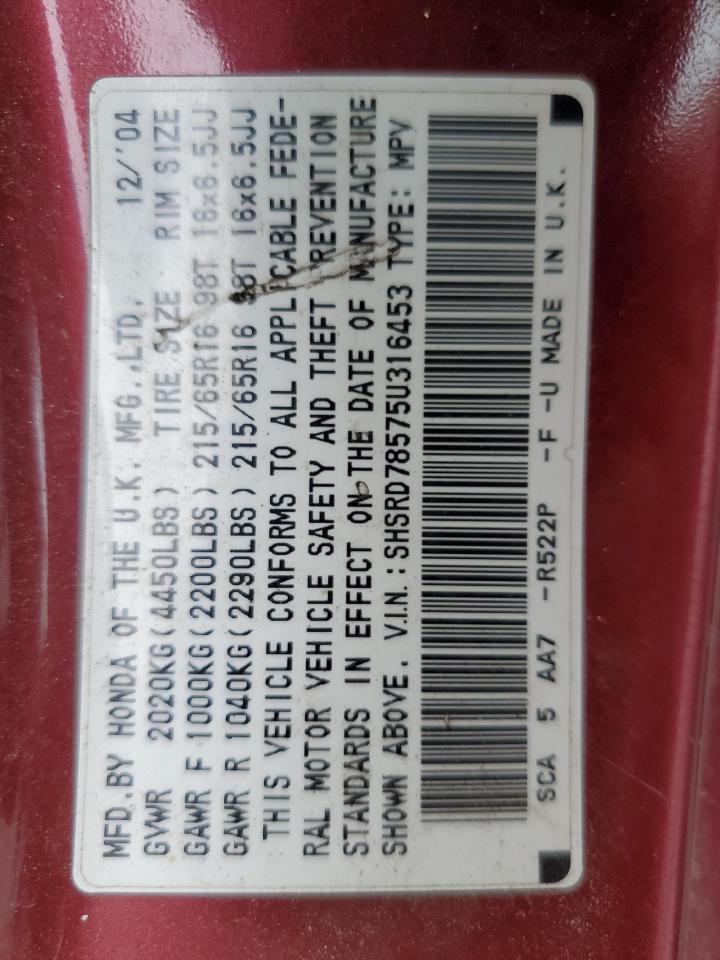 MFD.BY HONDA OF THE U.K. MFG.,LTD. 12/'04
GVWR 2020KG(4450LBS) TIRE SIZE RIM SIZE
GAWR F 1000KG(2200LBS) 215/65R16 98T 16x6.5JJ
GAWR R 1040KG(2290LBS) 215/65R16 98T 16x6.5JJ
THIS VEHICLE CONFORMS TO ALL APPLICABLE FEDE-
RAL MOTOR VEHICLE SAFETY AND THEFT PREVENTION
STANDARDS IN EFFECT ON THE DATE OF MANUFACTURE
SHOWN ABOVE. V.I.N.:SHSRD78575U316453 TYPE: MPV
SCA 5 AA7 -R522P -F -U MADE IN U.K.